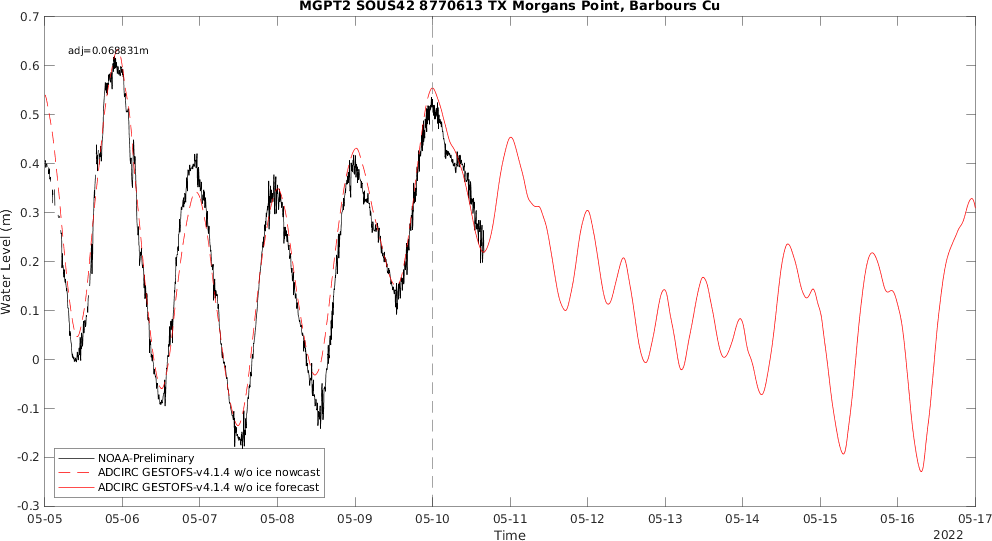 MGPT2 SOUS42 8770613 TX Morgans Point, Barbours Cu
adj=0.068831m
0.7
0.6
0.5
0.4
0.3
0.2
0.1
0
-0.1
-0.2
-0.3
Water Level (m)
NOAA-Preliminary
ADCIRC GESTOFS-v4.1.4 w/o ice nowcast
ADCIRC GESTOFS-v4.1.4 w/o ice forecast
05-05 05-06 05-07 05-08 05-09 05-10 05-11 05-12 05-13 05-14 05-15 05-16 05-17
Time
2022